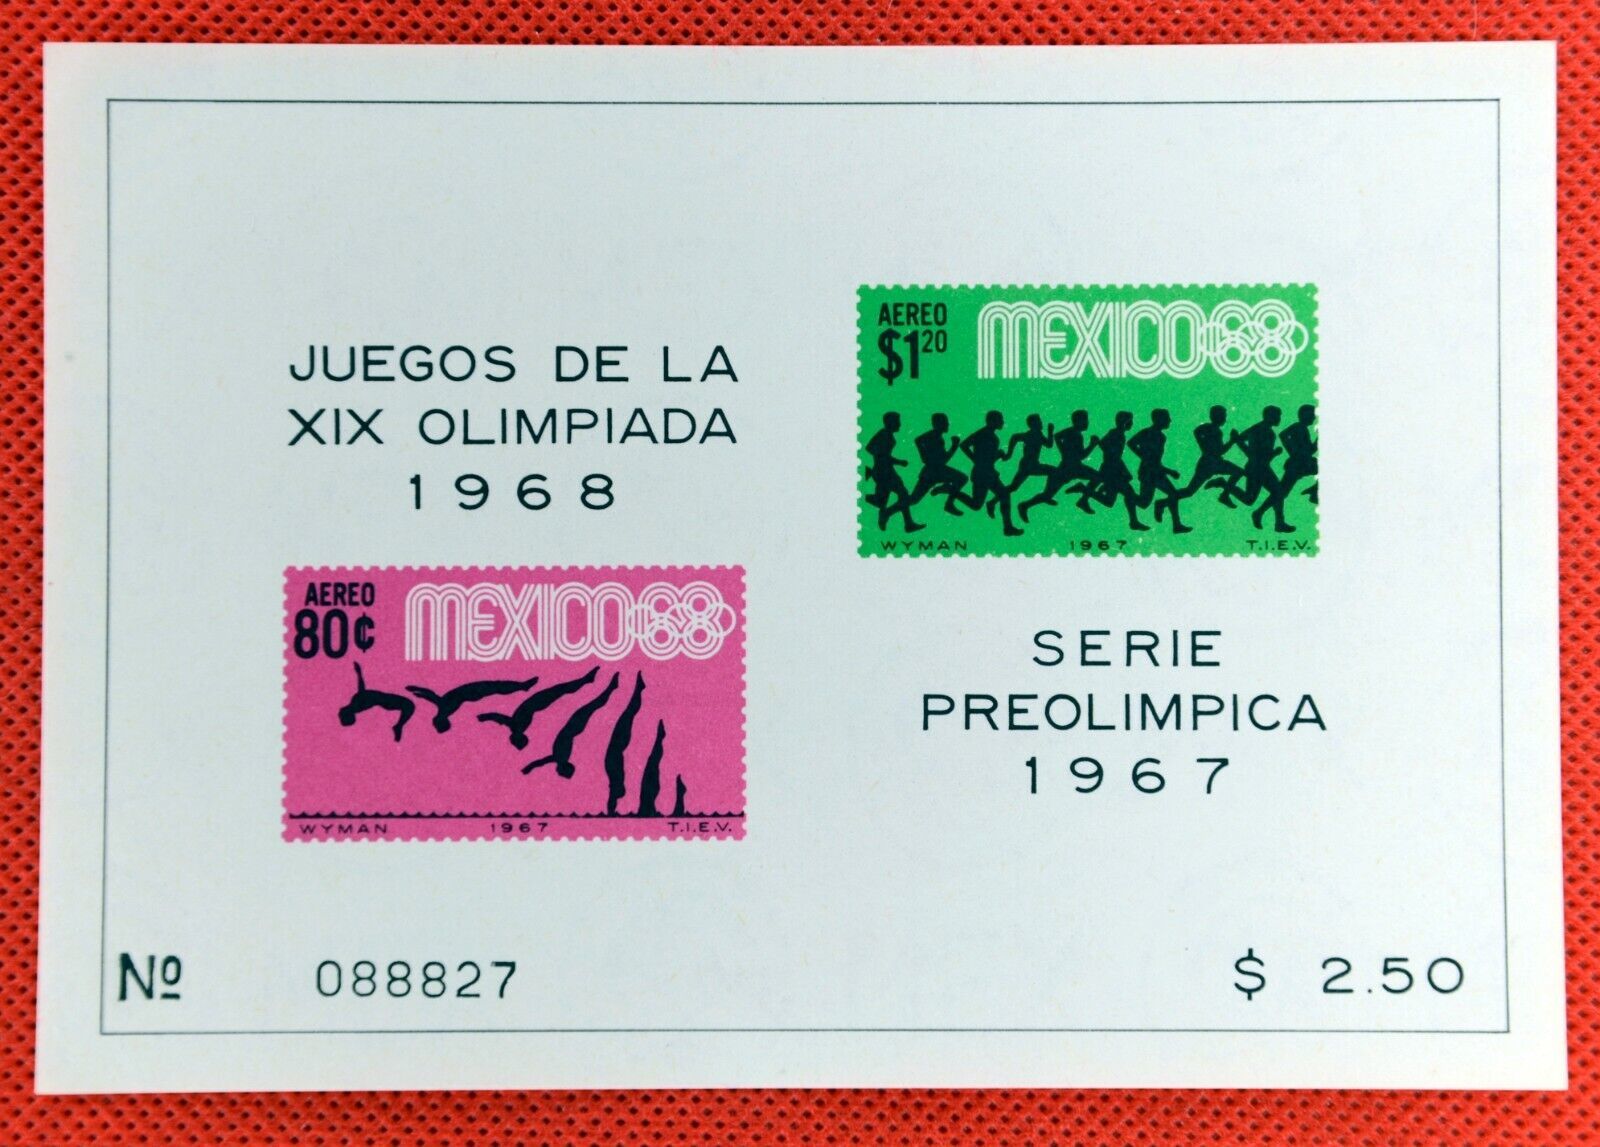 JUEGOS DE LA
XIX OLIMPIADA
1968
AEREO
80¢
MEXICO68
WYMAN 1967 T.I.E.V.
AEREO
$1.20
MEXICO68
WYMAN 1967 T.I.E.V.
SERIE
PREOLIMPICA
1967
Nº 088827
$ 2.50